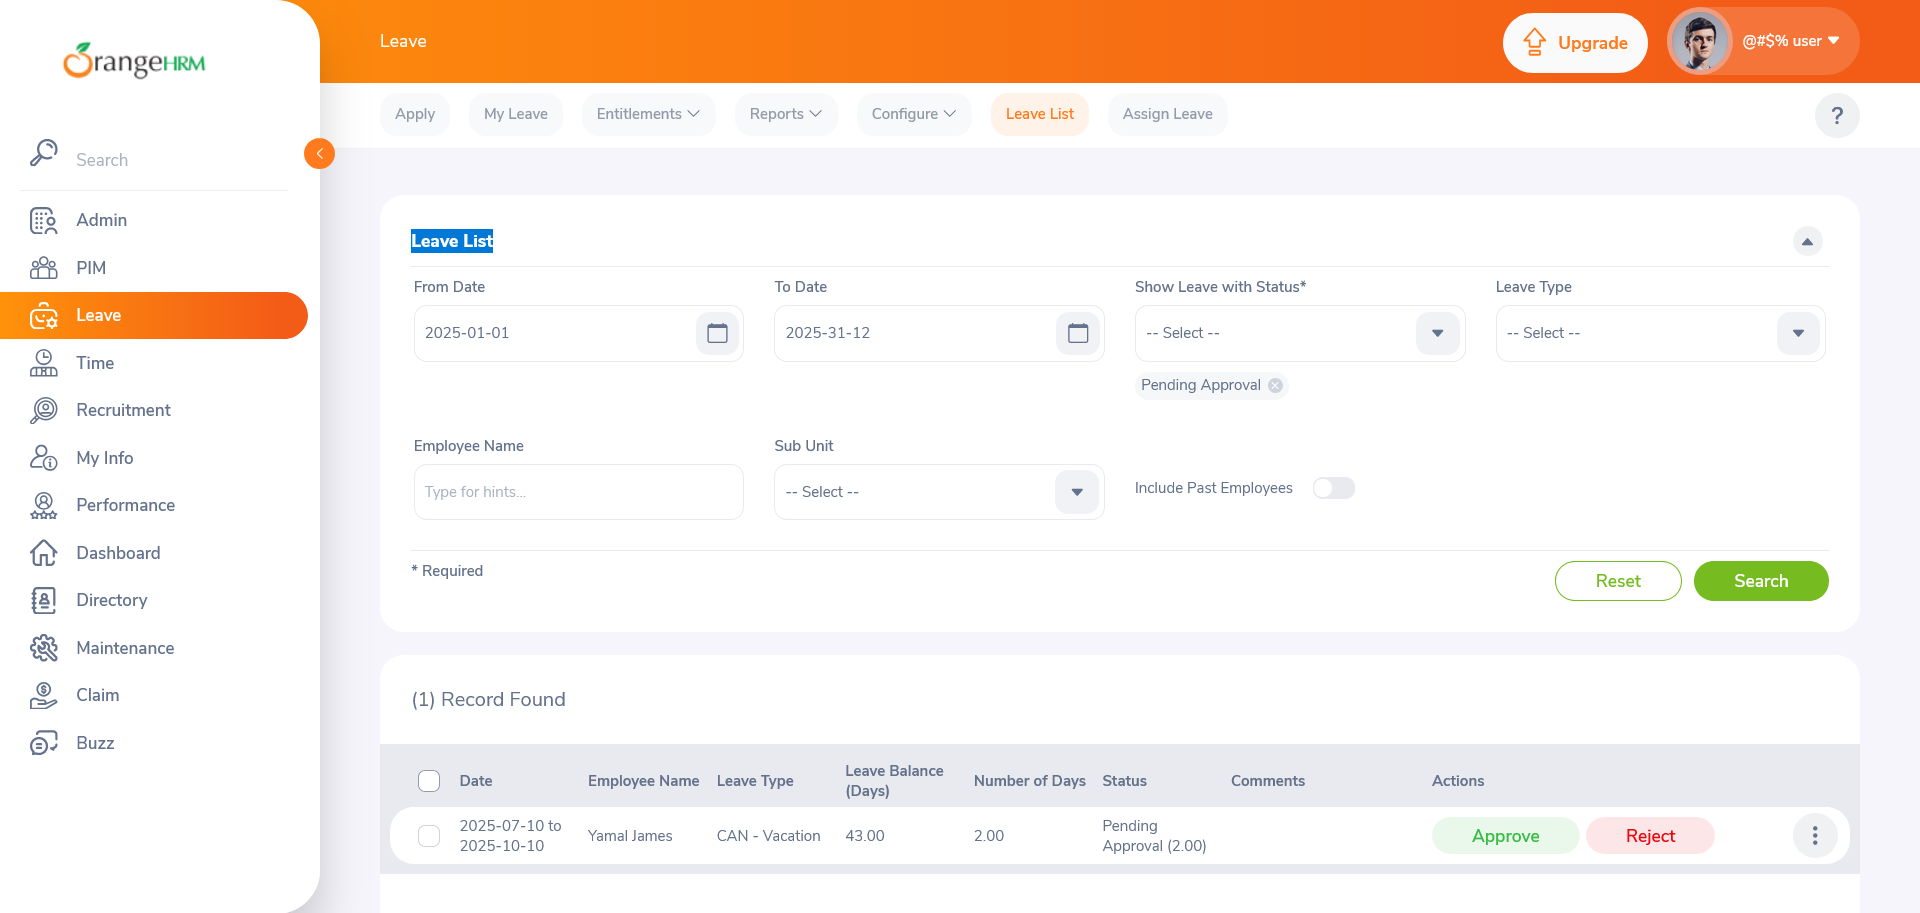 OrangeHRM
Search
Admin
PIM
Leave
Time
Recruitment
My Info
Performance
Dashboard
Directory
Maintenance
Claim
Buzz
Leave
Upgrade
@#$% user
Apply My Leave Entitlements Reports Configure Leave List Assign Leave ?
Leave List
From Date To Date Show Leave with Status* Leave Type
2025-01-01 2025-31-12 -- Select -- -- Select --
Pending Approval
Employee Name Sub Unit
Type for hints... -- Select -- Include Past Employees
* Required
Reset Search
(1) Record Found
Date Employee Name Leave Type Leave Balance (Days) Number of Days Status Comments Actions
2025-07-10 to 2025-10-10 Yamal James CAN - Vacation 43.00 2.00 Pending Approval (2.00) Approve Reject